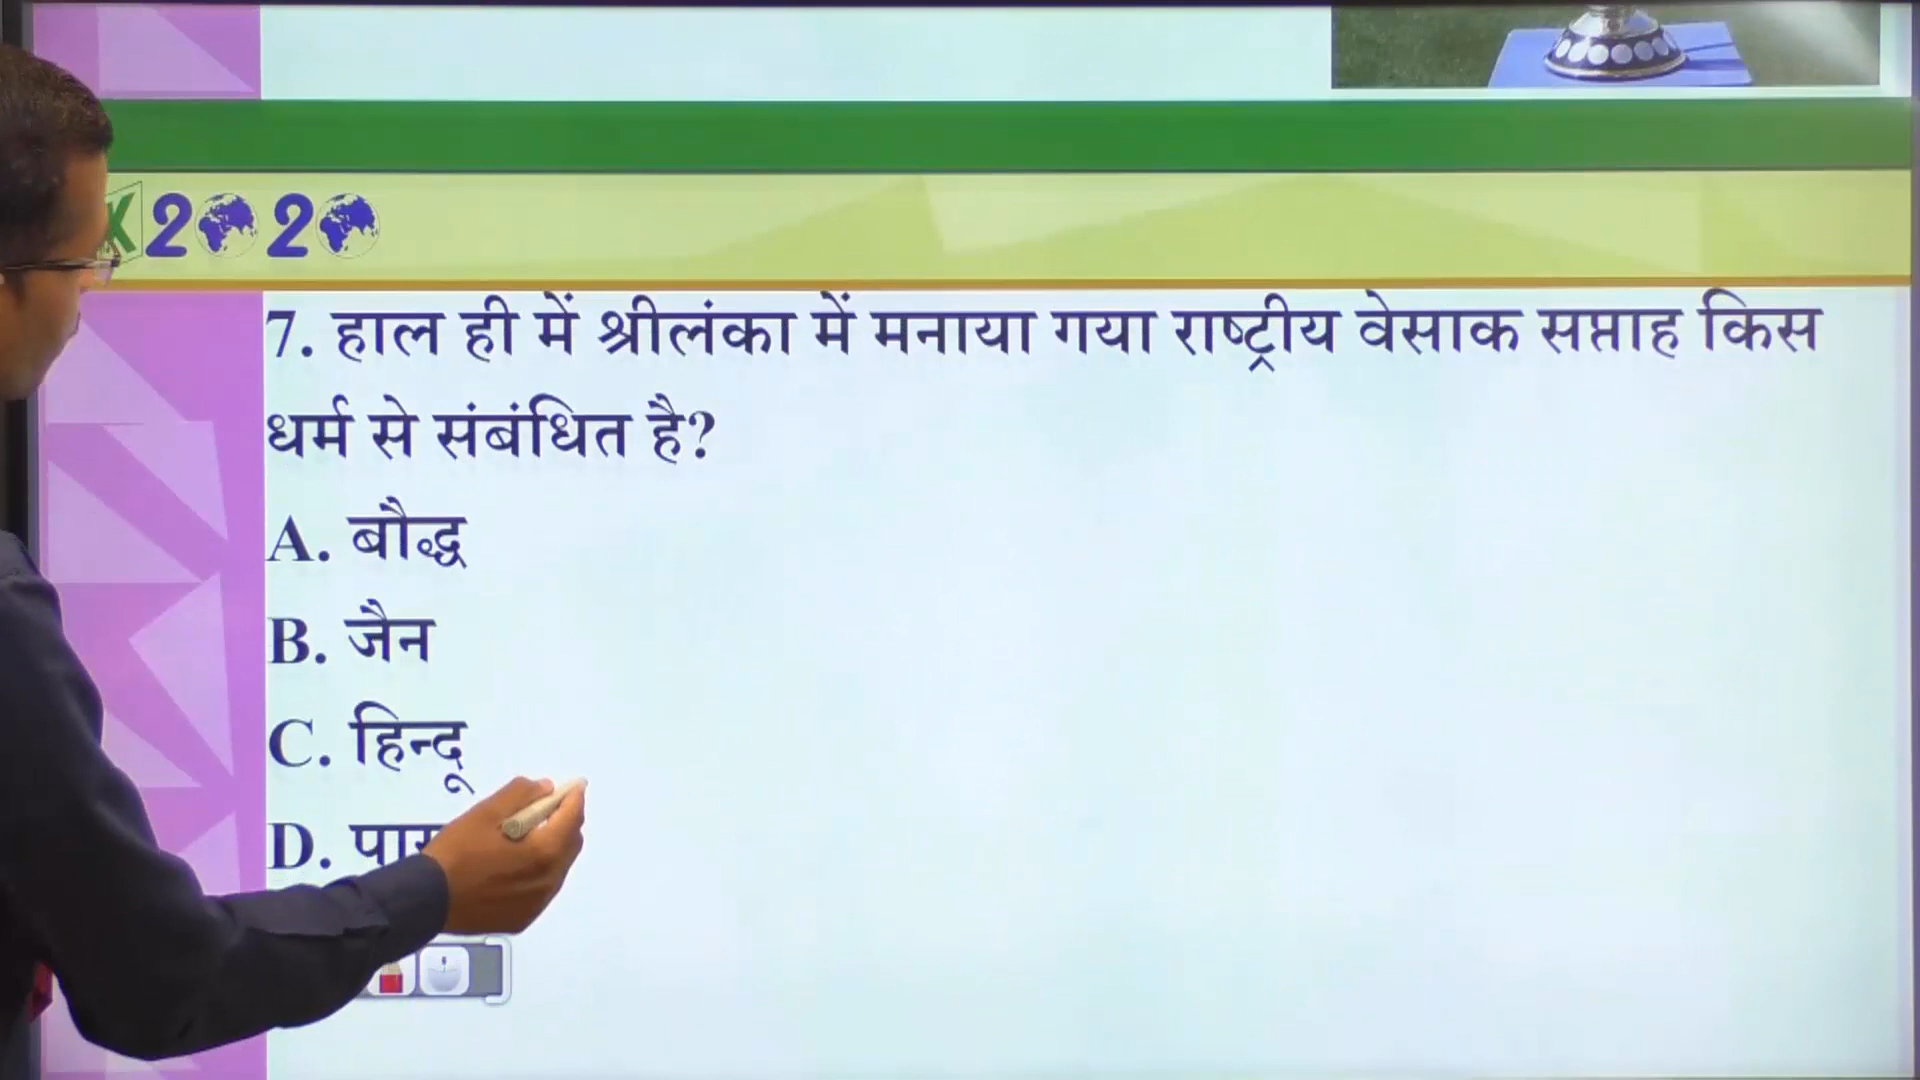 K2020
7. हाल ही में श्रीलंका में मनाया गया राष्ट्रीय वेसाक सप्ताह किस
धर्म से संबंधित है?
A. बौद्ध
B. जैन
C. हिन्दू
D.